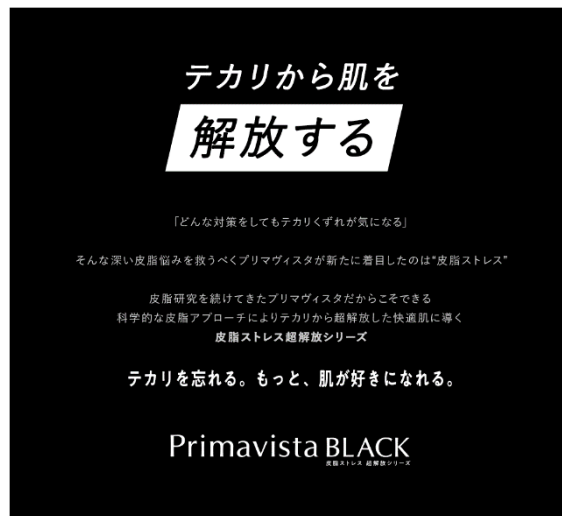 テカリから肌を
解放する
「どんな対策をしてもテカリくずれが気になる」
そんな深い皮脂悩みを救うべくプリマヴィスタが新たに着目したのは“皮脂ストレス”
皮脂研究を続けてきたプリマヴィスタだからこそできる
科学的な皮脂アプローチによりテカリから超解放した快適肌に導く
皮脂ストレス超解放シリーズ
テカリを忘れる。もっと、肌が好きになれる。
Primavista BLACK
皮脂ストレス 超解放シリーズ